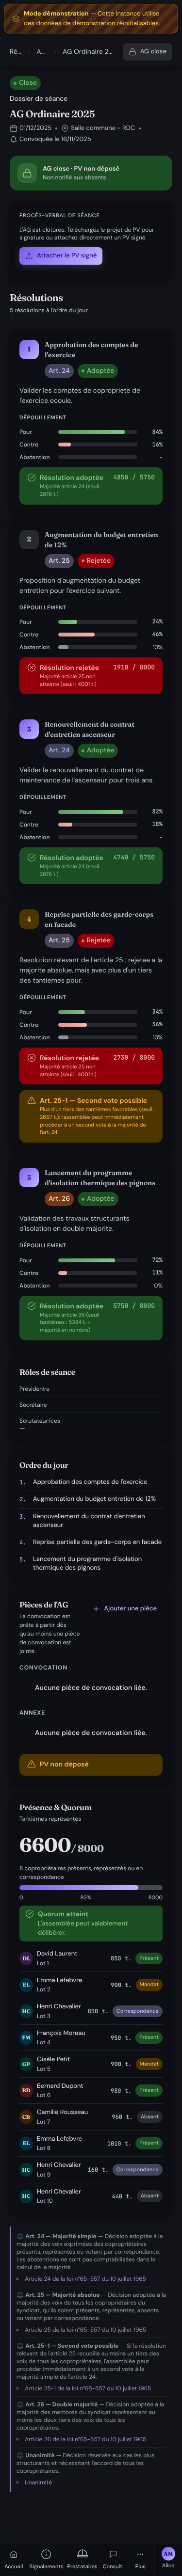 Mode démonstration — Cette instance utilise
des données de démonstration réinitialisables.
Ré... A... AG Ordinaire 2... AG close
Close
Dossier de séance
AG Ordinaire 2025
01/12/2025 • Salle commune - RDC •
Convoquée le 16/11/2025
AG close · PV non déposé
Non notifié aux absents
PROCÈS-VERBAL DE SÉANCE
L'AG est clôturée. Téléchargez le projet de PV pour
signature ou attachez directement un PV signé.
Attacher le PV signé
Résolutions
5 résolutions à l'ordre du jour
1 Approbation des comptes de
l'exercice
Art. 24 Adoptée
Valider les comptes de copropriete de
l'exercice ecoule.
DÉPOUILLEMENT
Pour 84%
Contre 16%
Abstention -
Résolution adoptée 4850 / 5750
Majorité article 24 (seuil :
2876 t.)
2 Augmentation du budget entretien
de 12%
Art. 25 Rejetée
Proposition d'augmentation du budget
entretien pour l'exercice suivant.
DÉPOUILLEMENT
Pour 24%
Contre 46%
Abstention 13%
Résolution rejetée 1910 / 8000
Majorité article 25 non
atteinte (seuil : 4001 t.)
3 Renouvellement du contrat
d'entretien ascenseur
Art. 24 Adoptée
Valider le renouvellement du contrat de
maintenance de l'ascenseur pour trois ans.
DÉPOUILLEMENT
Pour 82%
Contre 18%
Abstention -
Résolution adoptée 4740 / 5750
Majorité article 24 (seuil :
2876 t.)
4 Reprise partielle des garde-corps
en facade
Art. 25 Rejetée
Resolution relevant de l'article 25 : rejetee a la
majorite absolue, mais avec plus d'un tiers
des tantiemes pour.
DÉPOUILLEMENT
Pour 34%
Contre 36%
Abstention 13%
Résolution rejetée 2730 / 8000
Majorité article 25 non
atteinte (seuil : 4001 t.)
Art. 25-1 — Second vote possible
Plus d'un tiers des tantièmes favorables (seuil :
2667 t.) : l'assemblée peut immédiatement
procéder à un second vote à la majorité de
l'art. 24.
5 Lancement du programme
d'isolation thermique des pignons
Art. 26 Adoptée
Validation des travaux structurants
d'isolation en double majorite.
DÉPOUILLEMENT
Pour 72%
Contre 11%
Abstention 0%
Résolution adoptée 5750 / 8000
Majorité article 26 (seuil
tantièmes : 5334 t. +
majorité en nombre)
Rôles de séance
Président·e
Secrétaire
Scrutateur·ices
—
Ordre du jour
1. Approbation des comptes de l'exercice
2. Augmentation du budget entretien de 12%
3. Renouvellement du contrat d'entretien
ascenseur
4. Reprise partielle des garde-corps en facade
5. Lancement du programme d'isolation
thermique des pignons
Pièces de l'AG
Ajouter une pièce
La convocation est
prête à partir dès
qu'au moins une pièce
de convocation est
jointe.
CONVOCATION
Aucune pièce de convocation liée.
ANNEXE
Aucune pièce de convocation liée.
PV non déposé
Présence & Quorum
Tantièmes représentés
6600 / 8000
8 copropriétaires présents, représentés ou en
correspondance
0 83% 8000
Quorum atteint
L'assemblée peut valablement
délibérer.
DL David Laurent 850 t. Présent
Lot 1
EL Emma Lefebvre 900 t. Mandat
Lot 2
HC Henri Chevalier 850 t. Correspondance
Lot 3
FM François Moreau 950 t. Présent
Lot 4
GP Gisèle Petit 900 t. Mandat
Lot 5
BD Bernard Dupont 980 t. Présent
Lot 6
CR Camille Rousseau 960 t. Absent
Lot 7
EL Emma Lefebvre 1010 t. Présent
Lot 8
HC Henri Chevalier 160 t. Correspondance
Lot 9
HC Henri Chevalier 440 t. Absent
Lot 10
Art. 24 — Majorité simple — Décision adoptée à la
majorité des voix exprimées des copropriétaires
présents, représentés ou votant par correspondance.
Les abstentions ne sont pas comptabilisées dans le
calcul de la majorité.
Article 24 de la loi n°65-557 du 10 juillet 1965
Art. 25 — Majorité absolue — Décision adoptée à la
majorité des voix de tous les copropriétaires du
syndicat, qu'ils soient présents, représentés, absents
ou votant par correspondance.
Article 25 de la loi n°65-557 du 10 juillet 1965
Art. 25-1 — Second vote possible — Si la résolution
relevant de l'article 25 recueille au moins un tiers des
voix de tous les copropriétaires, l'assemblée peut
procéder immédiatement à un second vote à la
majorité simple de l'article 24.
Article 25-1 de la loi n°65-557 du 10 juillet 1965
Art. 26 — Double majorité — Décision adoptée à la
majorité des membres du syndicat représentant au
moins les deux tiers des voix de tous les
copropriétaires.
Article 26 de la loi n°65-557 du 10 juillet 1965
Unanimité — Décision réservée aux cas les plus
structurants et nécessitant l'accord de tous les
copropriétaires.
Unanimité
Accueil Signalements Prestataires Consult. Plus AM Alice